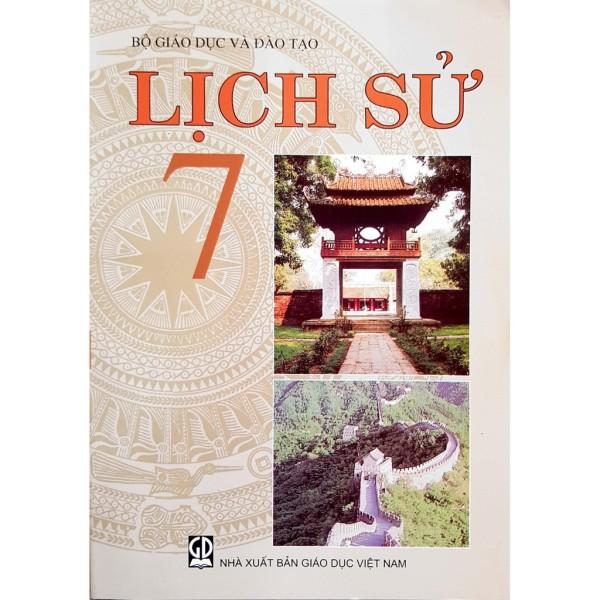 BỘ GIÁO DỤC VÀ ĐÀO TẠO
LỊCH SỬ
7
GD
NHÀ XUẤT BẢN GIÁO DỤC VIỆT NAM